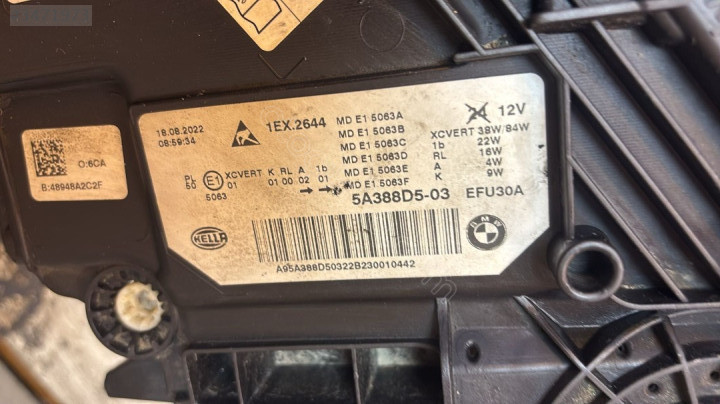 18.08.2022
08:59:34
1EX.2644
MD E1 5063A
MD E1 5063B
MD E1 5063C
MD E1 5063D
MD E1 5063E
MD E1 5063F
12V
XCVERT 38W/84W
1b 22W
RL 16W
A 4W
K 9W
PL
50
E1
5063
XCVERT K RL A 1b
01 01 00 02 01
5A388D5-03 EFU30A
HELLA
BMW
A95A388D50322B230010442
O:6CA
B:48948A2C2F